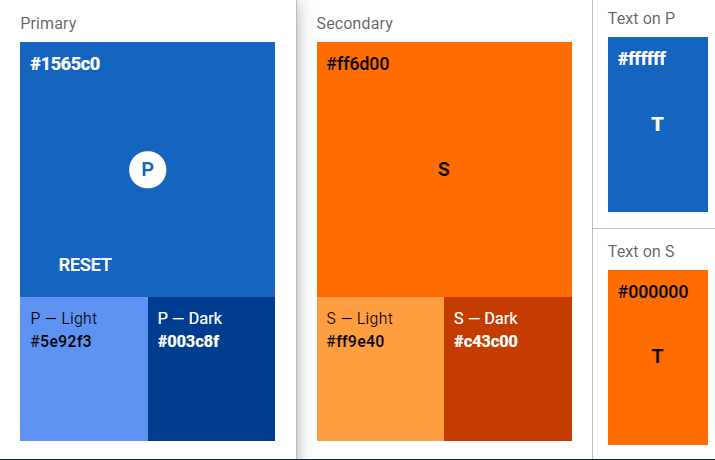 Primary
#1565c0
P
RESET
P — Light
#5e92f3
P — Dark
#003c8f
Secondary
#ff6d00
S
S — Light
#ff9e40
S — Dark
#c43c00
Text on P
#ffffff
T
Text on S
#000000
T